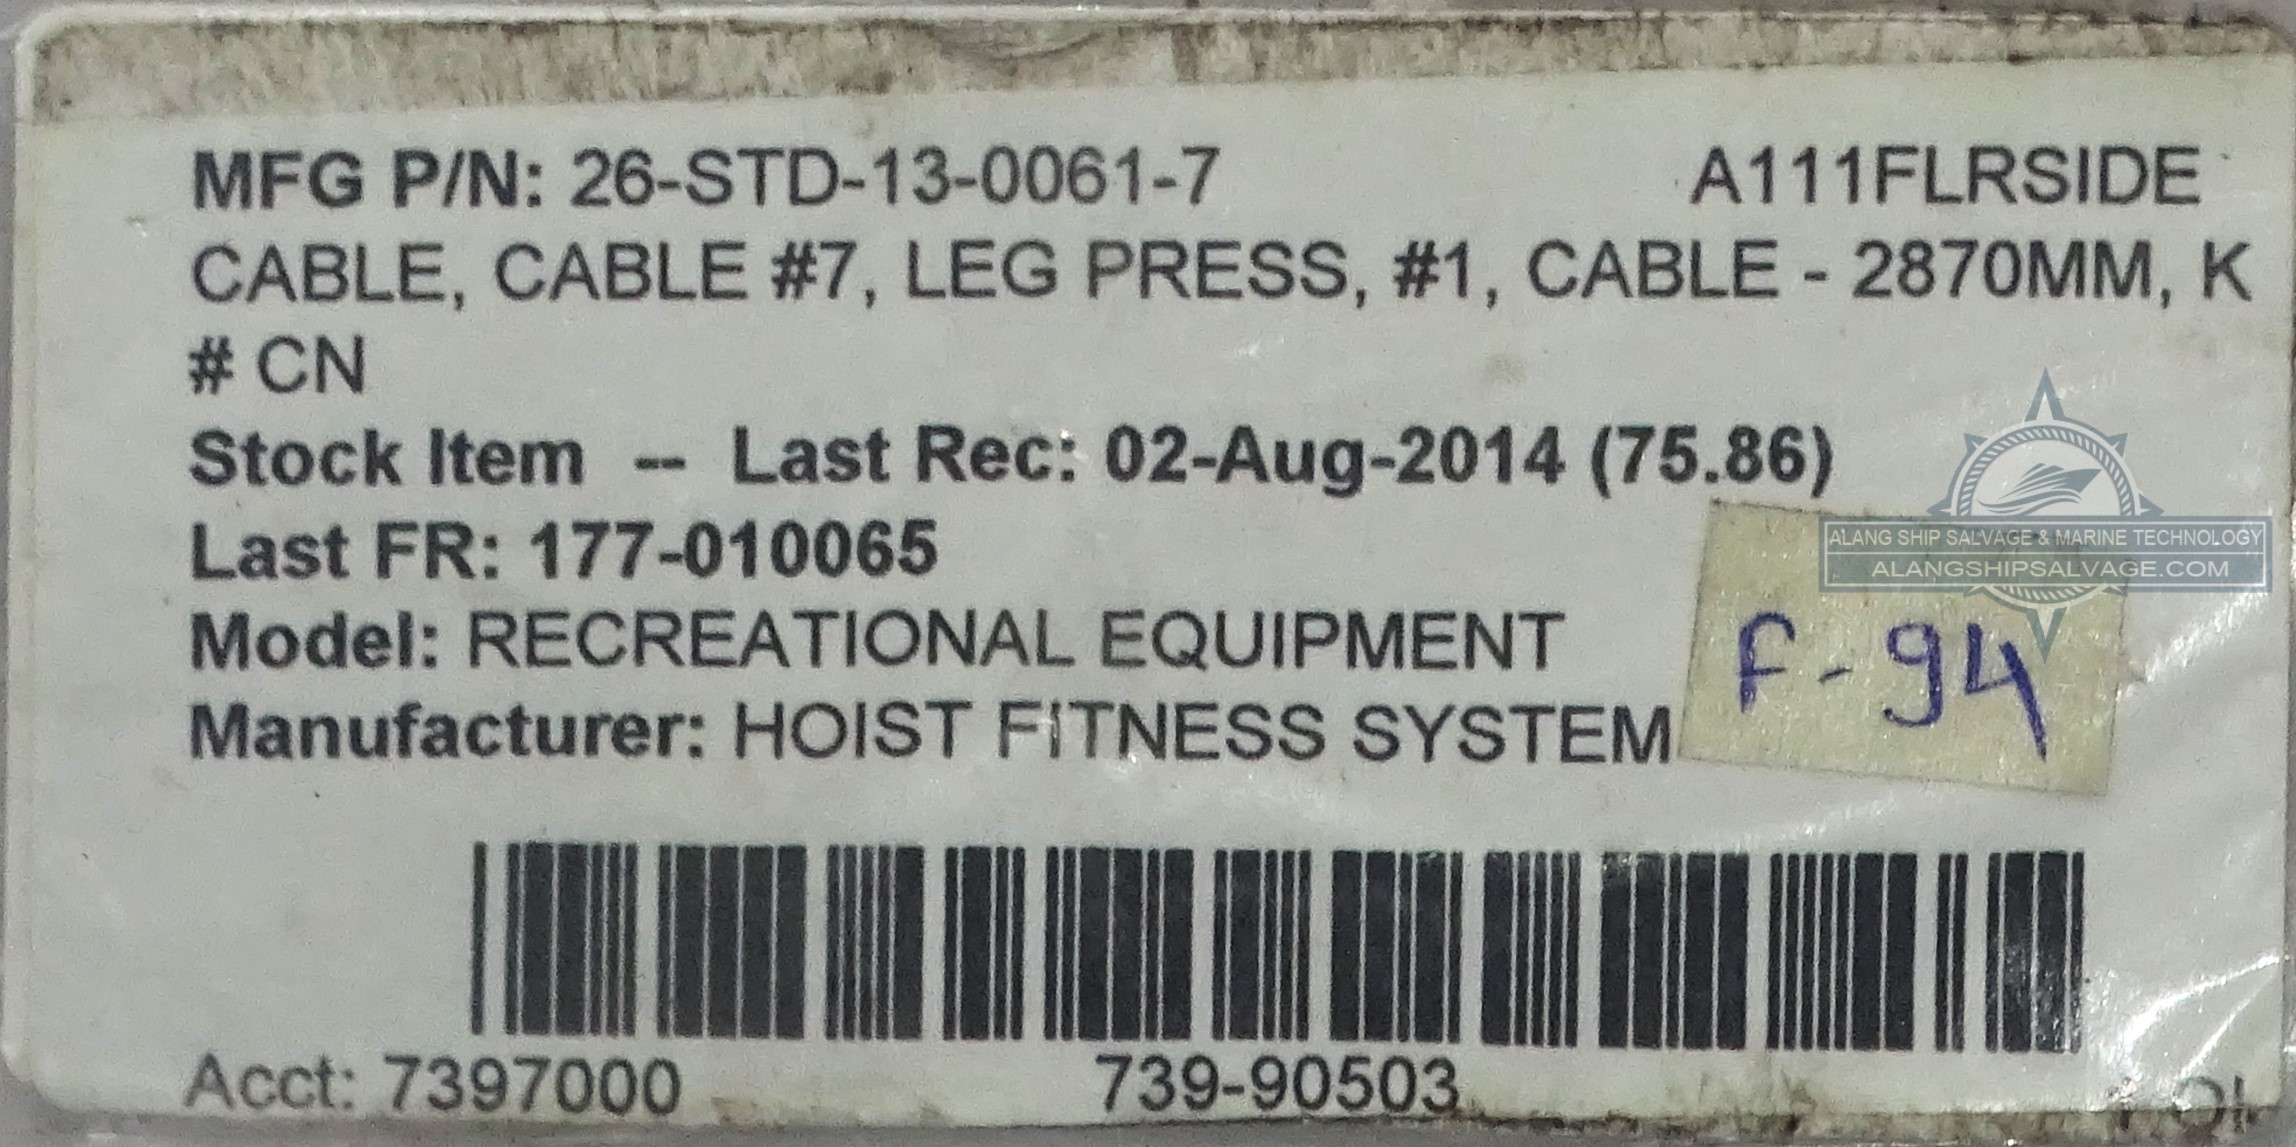 MFG P/N: 26-STD-13-0061-7 A111FLRSIDE
CABLE, CABLE #7, LEG PRESS, #1, CABLE - 2870MM, K
# CN
Stock Item -- Last Rec: 02-Aug-2014 (75.86)
ALANG SHIP SALVAGE & MARINE TECHNOLOGY
ALANGSHIPSALVAGE.COM
Last FR: 177-010065
Model: RECREATIONAL EQUIPMENT
F-94
Manufacturer: HOIST FITNESS SYSTEM
Acct: 7397000 739-90503